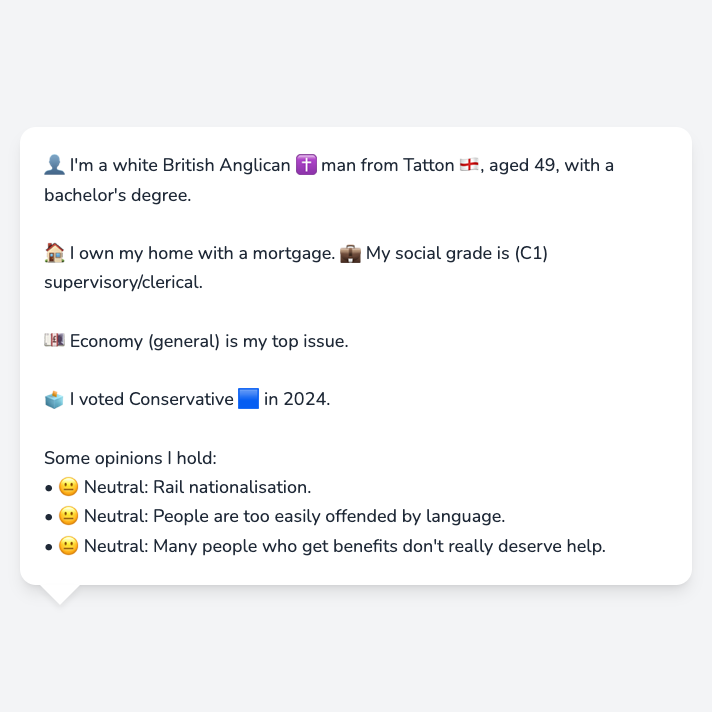 👤 I'm a white British Anglican ✝️ man from Tatton 🏴󠁧󠁢󠁥󠁮󠁧󠁿, aged 49, with a
bachelor's degree.
🏠 I own my home with a mortgage. 💼 My social grade is (C1)
supervisory/clerical.
💷 Economy (general) is my top issue.
🗳️ I voted Conservative 🟦 in 2024.
Some opinions I hold:
• 😐 Neutral: Rail nationalisation.
• 😐 Neutral: People are too easily offended by language.
• 😐 Neutral: Many people who get benefits don't really deserve help.